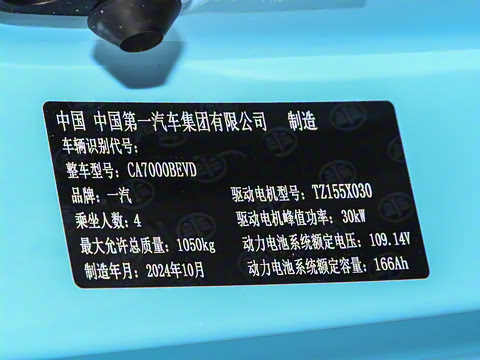 中国 中国第一汽车集团有限公司 制造
车辆识别代号:
整车型号: CA7000BEVD
品牌: 一汽 驱动电机型号: TZ155X030
乘坐人数: 4 驱动电机峰值功率: 30kW
最大允许总质量: 1050kg 动力电池系统额定电压: 109.14V
制造年月: 2024年10月 动力电池系统额定容量: 166Ah